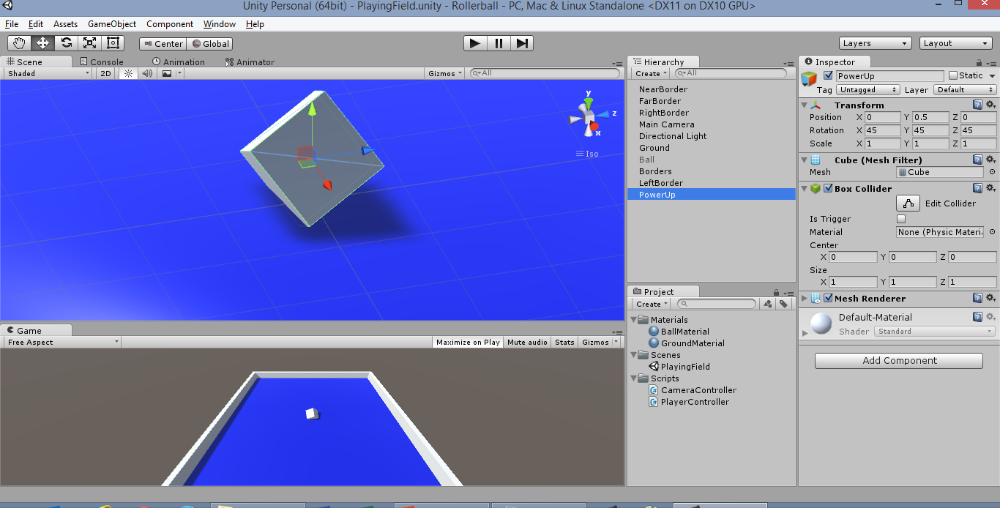 Unity Personal (64bit) - PlayingField.unity - Rollerball - PC, Mac & Linux Standalone <DX11 on DX10 GPU>
File Edit Assets GameObject Component Window Help
Center Global Layers Layout
Scene Console Animation Animator
Shaded 2D Gizmos All
y
z
x
Iso
Game
Free Aspect Maximize on Play Mute audio Stats Gizmos
Hierarchy
Create All
NearBorder
FarBorder
RightBorder
Main Camera
Directional Light
Ground
Ball
Borders
LeftBorder
PowerUp
Project
Create
Materials
BallMaterial
GroundMaterial
Scenes
PlayingField
Scripts
CameraController
PlayerController
Inspector
PowerUp Static
Tag Untagged Layer Default
Transform
Position X 0 Y 0.5 Z 0
Rotation X 45 Y 45 Z 45
Scale X 1 Y 1 Z 1
Cube (Mesh Filter)
Mesh Cube
Box Collider
Edit Collider
Is Trigger
Material None (Physic Materi
Center
X 0 Y 0 Z 0
Size
X 1 Y 1 Z 1
Mesh Renderer
Default-Material
Shader Standard
Add Component